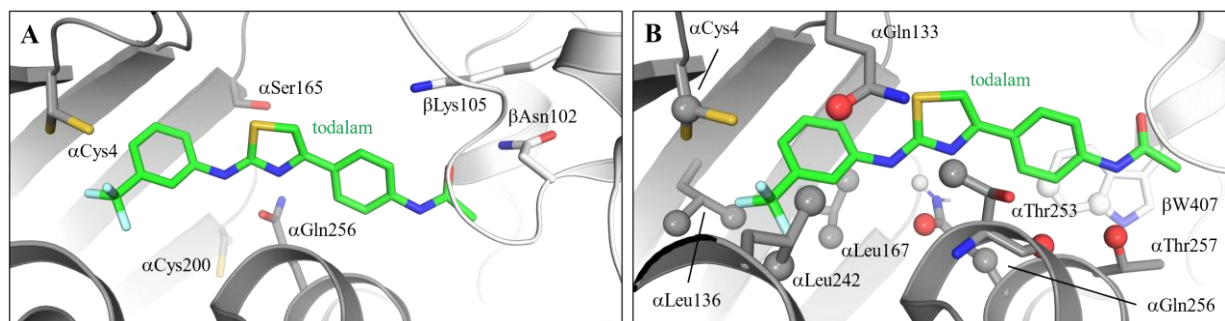 A
αCys4
αSer165
todalam
βLys105
βAsn102
αGln256
αCys200
B
αCys4
αGln133
todalam
αThr253
βW407
αLeu167
αThr257
αLeu242
αLeu136
αGln256